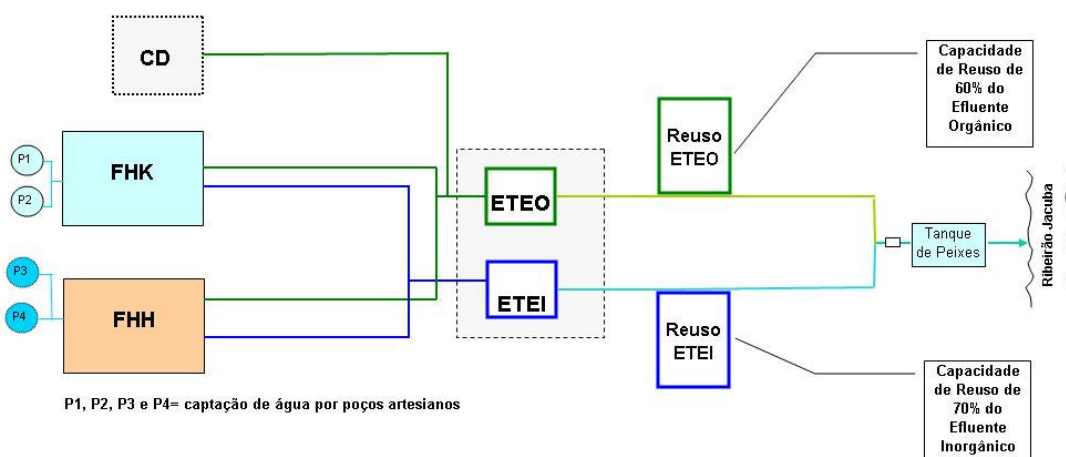 CD
Capacidade
de Reuso de
60% do
Efluente
Orgânico
P1
P2
FHK
Reuso
ETEO
ETEO
Tanque
de Peixes
Ribeirão Jacuba
P3
P4
FHH
ETEI
Reuso
ETEI
Capacidade
de Reuso de
70% do
Efluente
Inorgânico
P1, P2, P3 e P4= captação de água por poços artesianos